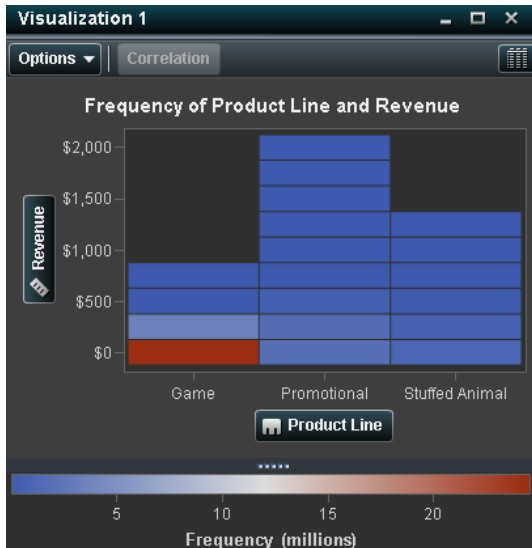 Visualization 1
Options
Correlation
Frequency of Product Line and Revenue
$2,000
$1,500
$1,000
$500
$0
Revenue
Game Promotional Stuffed Animal
Product Line
5 10 15 20
Frequency (millions)